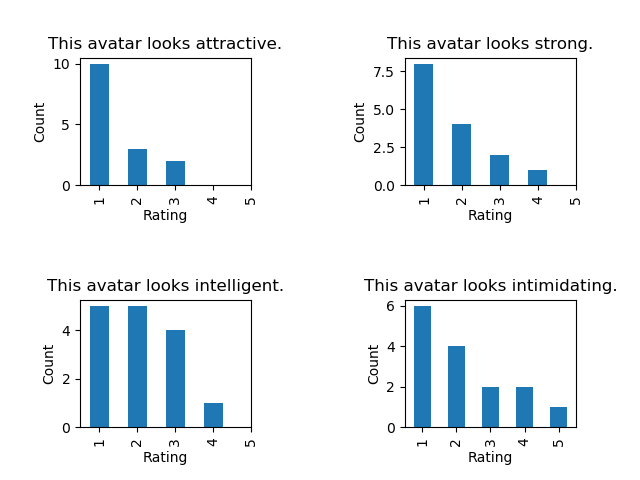 This avatar looks attractive.
10
5
0
Count
1 2 3 4 5
Rating
This avatar looks strong.
7.5
5.0
2.5
0.0
Count
1 2 3 4 5
Rating
This avatar looks intelligent.
4
2
0
Count
1 2 3 4 5
Rating
This avatar looks intimidating.
6
4
2
0
Count
1 2 3 4 5
Rating